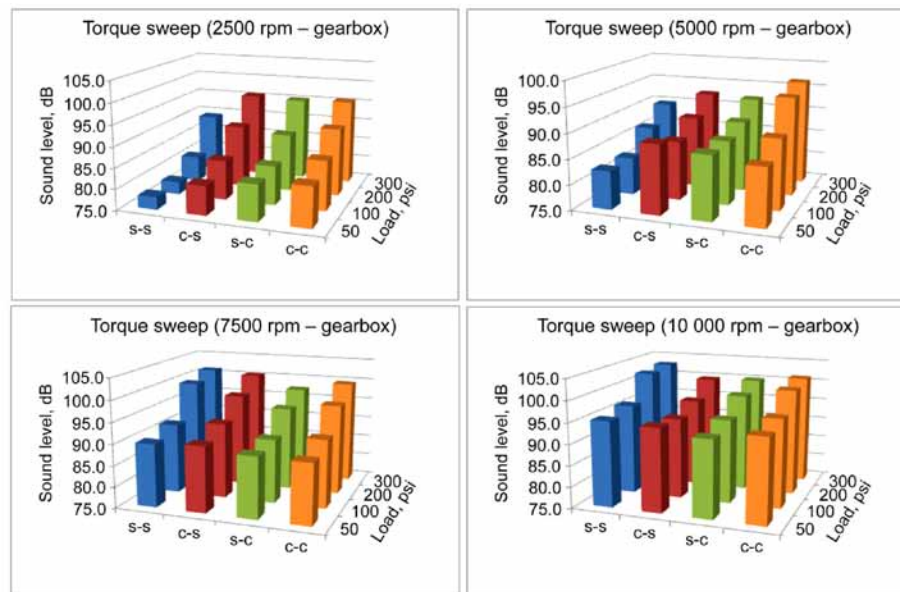 Torque sweep (2500 rpm – gearbox)
Sound level, dB
105.0
100.0
95.0
90.0
85.0
80.0
75.0
s-s
c-s
s-c
c-c
50
100
200
300
Load, psi
Torque sweep (5000 rpm – gearbox)
Sound level, dB
100.0
95.0
90.0
85.0
80.0
75.0
s-s
c-s
s-c
c-c
50
100
200
300
Load, psi
Torque sweep (7500 rpm – gearbox)
Sound level, dB
105.0
100.0
95.0
90.0
85.0
80.0
75.0
s-s
c-s
s-c
c-c
50
100
200
300
Load, psi
Torque sweep (10 000 rpm – gearbox)
Sound level, dB
105.0
100.0
95.0
90.0
85.0
80.0
75.0
s-s
c-s
s-c
c-c
50
100
200
300
Load, psi